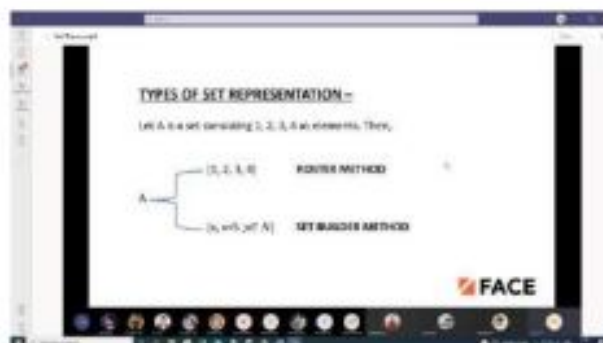 TYPES OF SET REPRESENTATION –
Let A is a set consisting 1, 2, 3, 4 as elements. Then,
{1, 2, 3, 4} ROSTER METHOD
A
SET BUILDER METHOD
FACE